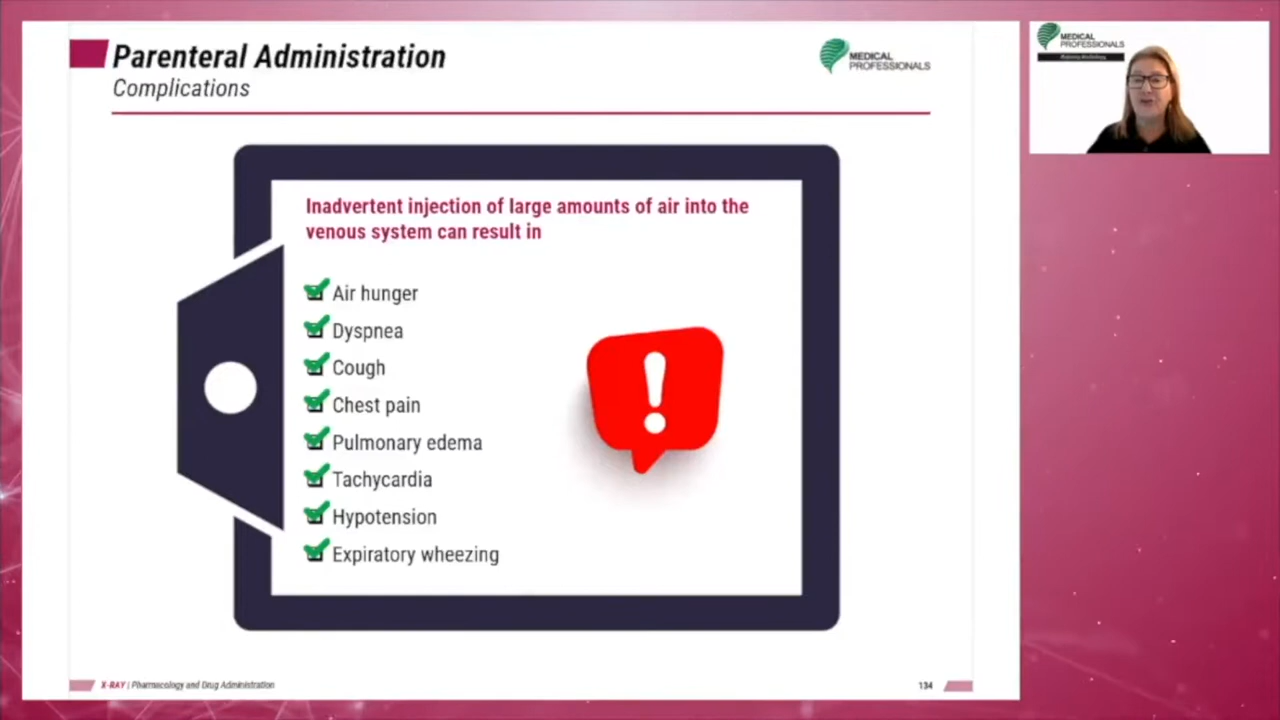 Parenteral Administration
Complications
MEDICAL
PROFESSIONALS
MEDICAL
PROFESSIONALS
Inadvertent injection of large amounts of air into the
venous system can result in
Air hunger
Dyspnea
Cough
Chest pain
Pulmonary edema
Tachycardia
Hypotension
Expiratory wheezing
X-RAY | Pharmacology and Drug Administration
134